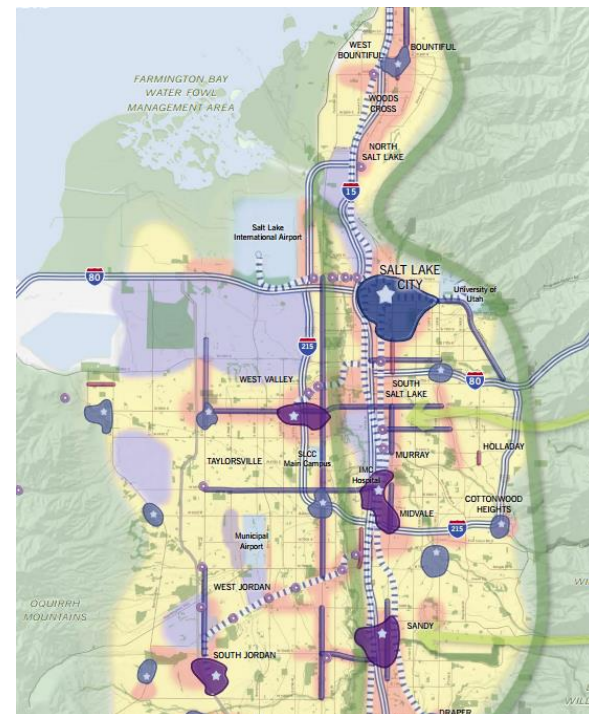 WEST
BOUNTIFUL
BOUNTIFUL
FARMINGTON BAY
WATER FOWL
MANAGEMENT AREA
WOODS
CROSS
NORTH
SALT LAKE
15
Salt Lake
International Airport
80
SALT LAKE
CITY
University of
Utah
215
WEST VALLEY
80
SOUTH
SALT LAKE
HOLLADAY
TAYLORSVILLE
SLCC
Main Campus
MURRAY
IMC
Hospital
COTTONWOOD
HEIGHTS
MIDVALE
215
Municipal
Airport
WEST JORDAN
OQUIRRH
MOUNTAINS
SANDY
SOUTH JORDAN
DRAPER